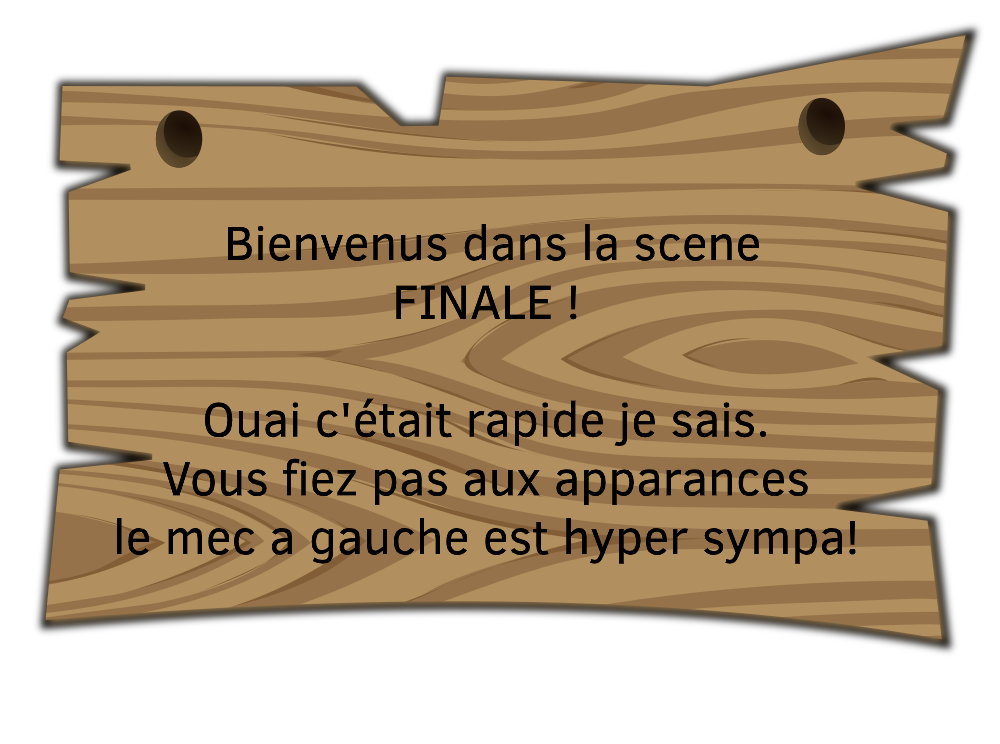 Bienvenus dans la scene
FINALE !
Ouai c'était rapide je sais.
Vous fiez pas aux apparances
le mec a gauche est hyper sympa!